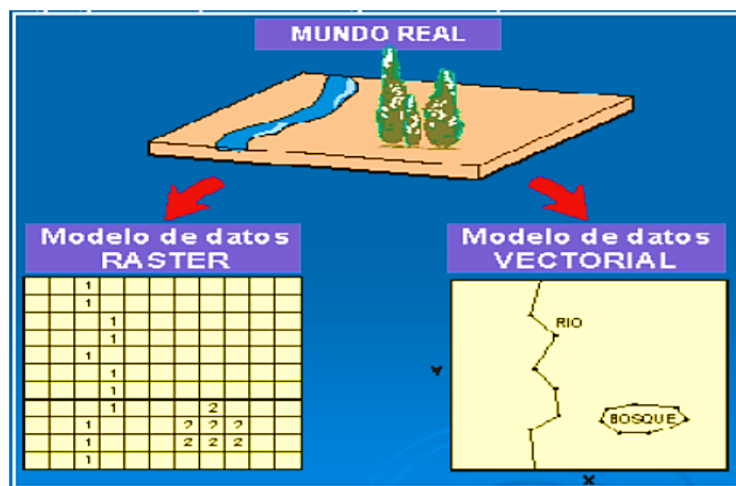 MUNDO REAL
Modelo de datos
RASTER
Modelo de datos
VECTORIAL
1
1
1
1
1
1
1
1 2
1 2 2 2
1 2 2 2
1
RIO
BOSQUE
Y
X